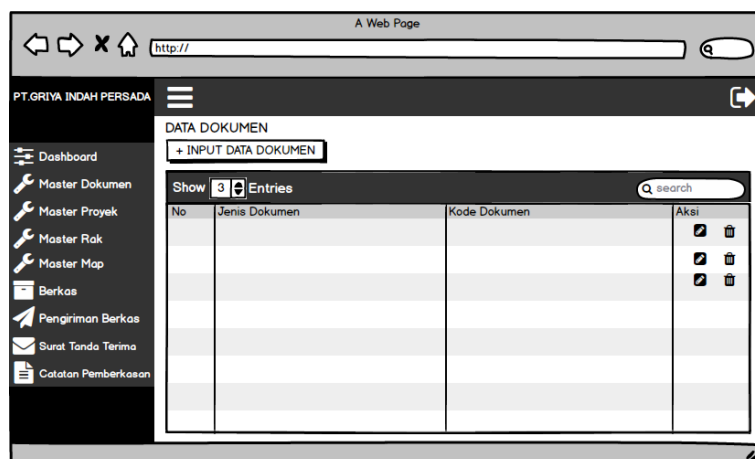 A Web Page
http://
PT.GRIYA INDAH PERSADA
DATA DOKUMEN
+ INPUT DATA DOKUMEN
Dashboard
Master Dokumen
Master Proyek
Master Rak
Master Map
Berkas
Pengiriman Berkas
Surat Tanda Terima
Catatan Pemberkasan
Show 3 Entries
search
No Jenis Dokumen Kode Dokumen Aksi